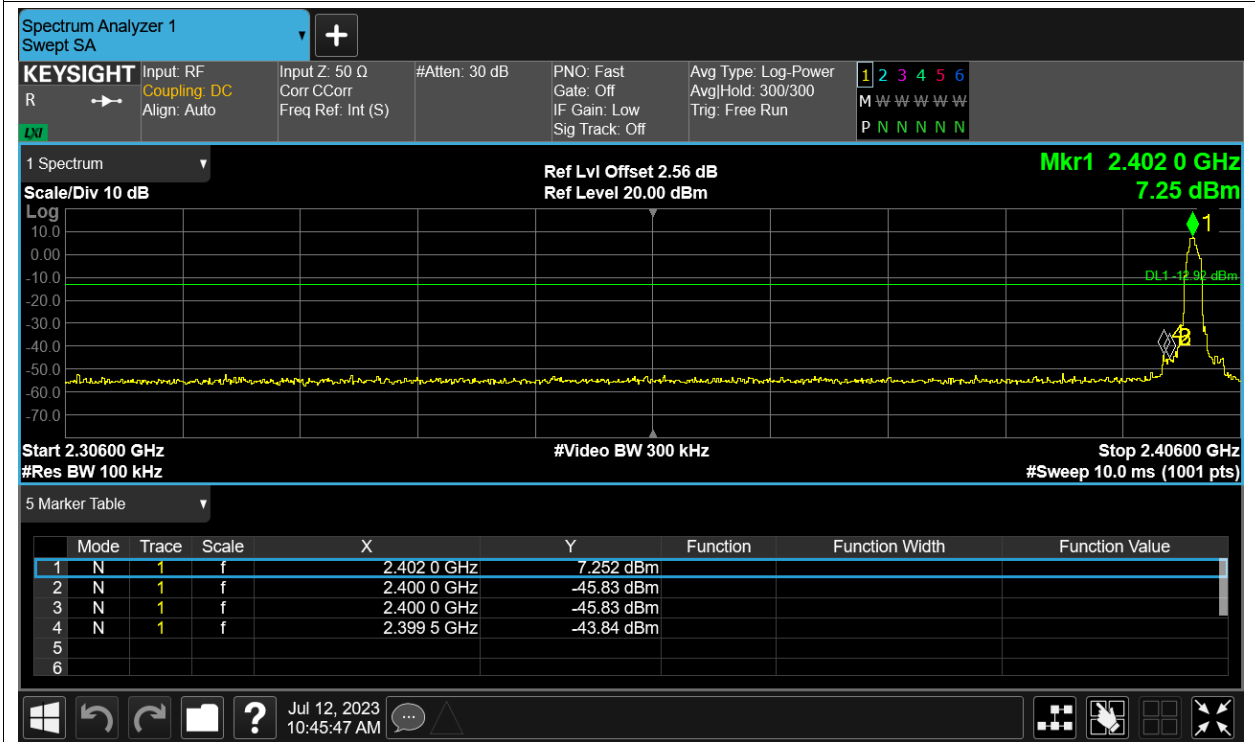 Spectrum Analyzer 1
Swept SA
+
KEYSIGHT Input: RF Input Z: 50 Ω #Atten: 30 dB PNO: Fast Avg Type: Log-Power 1 2 3 4 5 6
R Coupling: DC Corr CCorr Gate: Off Avg|Hold: 300/300 M W W W W W
Align: Auto Freq Ref: Int (S) IF Gain: Low Trig: Free Run P N N N N N
LXI Sig Track: Off
1 Spectrum Ref Lvl Offset 2.56 dB Mkr1 2.402 0 GHz
Scale/Div 10 dB Ref Level 20.00 dBm 7.25 dBm
Log
1
10.0
0.00
-10.0 DL1 -12.92 dBm
-20.0
-30.0
-40.0
-50.0
-60.0
-70.0
Start 2.30600 GHz #Video BW 300 kHz Stop 2.40600 GHz
#Res BW 100 kHz #Sweep 10.0 ms (1001 pts)
5 Marker Table
Mode Trace Scale X Y Function Function Width Function Value
1 N 1 f 2.402 0 GHz 7.252 dBm
2 N 1 f 2.400 0 GHz -45.83 dBm
3 N 1 f 2.400 0 GHz -45.83 dBm
4 N 1 f 2.399 5 GHz -43.84 dBm
5
6
? Jul 12, 2023
10:45:47 AM